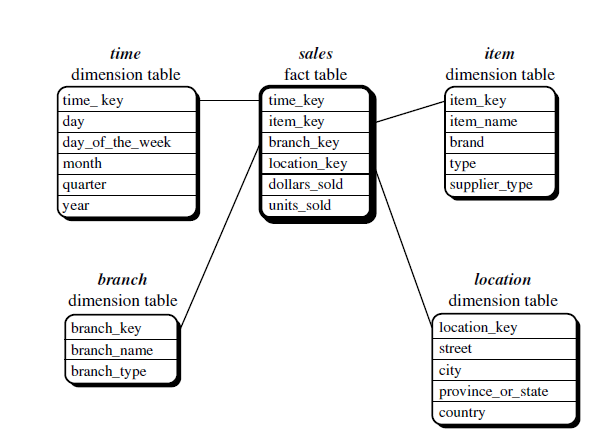 time
dimension table
time_ key
day
day_of_the_week
month
quarter
year
sales
fact table
time_key
item_key
branch_key
location_key
dollars_sold
units_sold
item
dimension table
item_key
item_name
brand
type
supplier_type
branch
dimension table
branch_key
branch_name
branch_type
location
dimension table
location_key
street
city
province_or_state
country